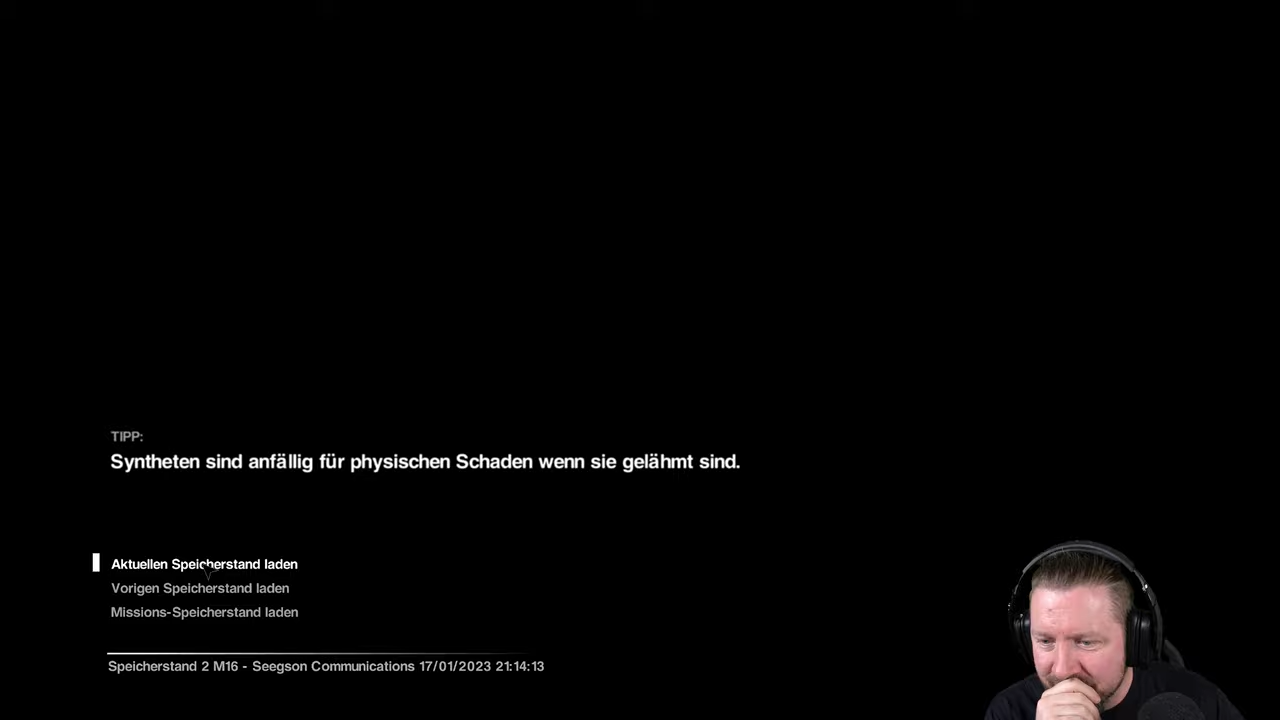 TIPP:
Syntheten sind anfällig für physischen Schaden wenn sie gelähmt sind.
Aktuellen Speicherstand laden
Vorigen Speicherstand laden
Missions-Speicherstand laden
Speicherstand 2 M16 - Seegson Communications 17/01/2023 21:14:13